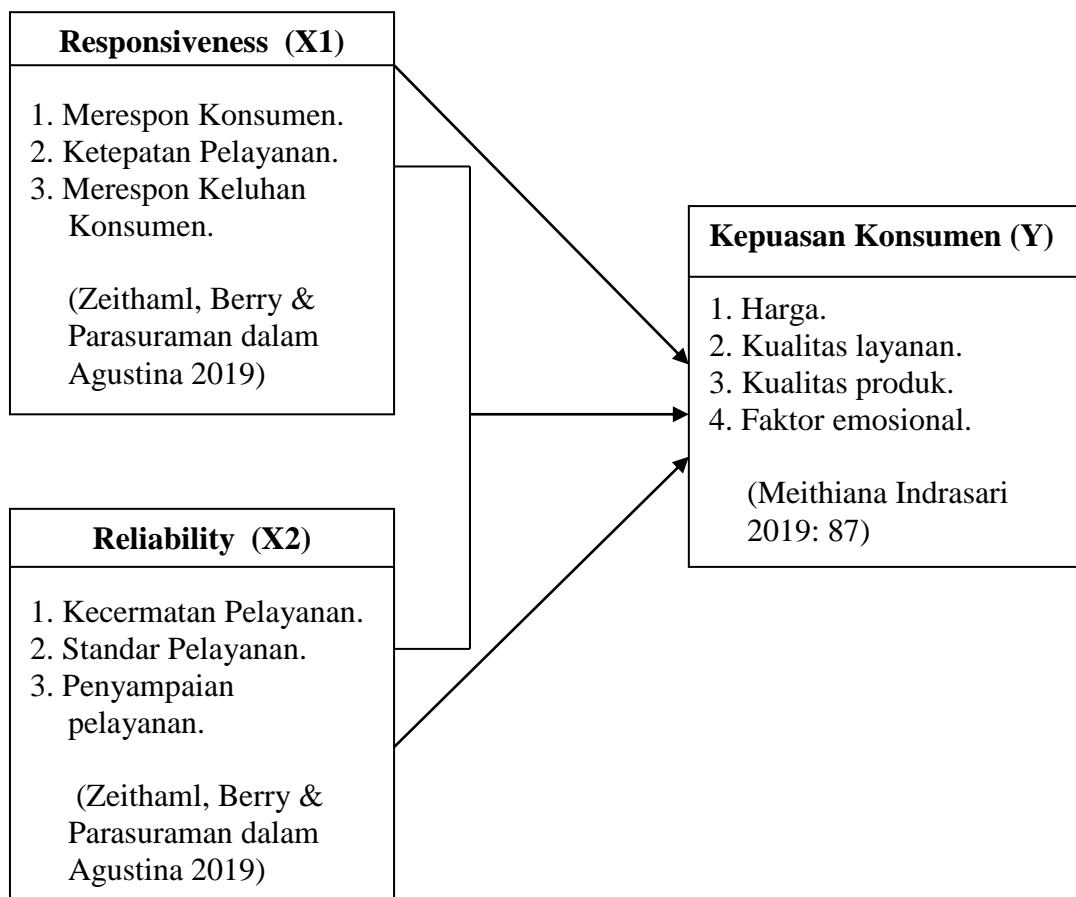 Responsiveness (X1)
1. Merespon Konsumen.
2. Ketepatan Pelayanan.
3. Merespon Keluhan
Konsumen.
(Zeithaml, Berry &
Parasuraman dalam
Agustina 2019)
Kepuasan Konsumen (Y)
1. Harga.
2. Kualitas layanan.
3. Kualitas produk.
4. Faktor emosional.
(Meithiana Indrasari
2019: 87)
Reliability (X2)
1. Kecermatan Pelayanan.
2. Standar Pelayanan.
3. Penyampaian
pelayanan.
(Zeithaml, Berry &
Parasuraman dalam
Agustina 2019)